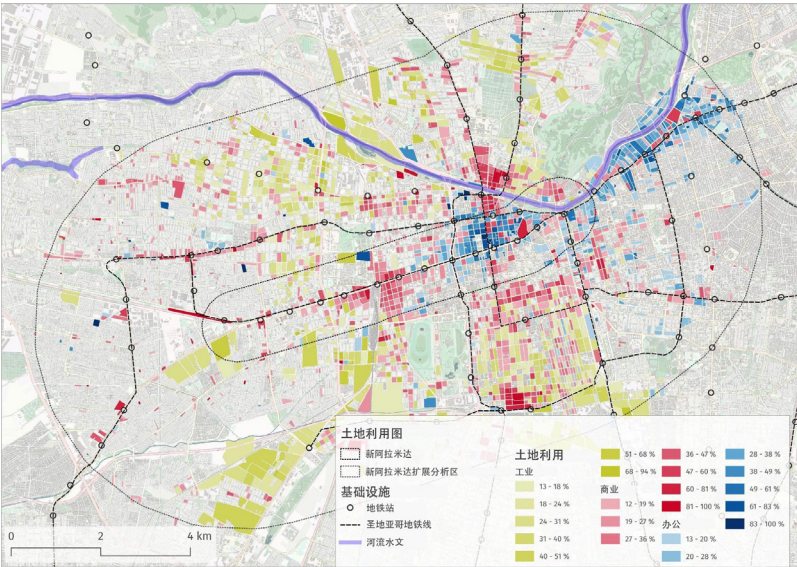 0
2
4 km
土地利用图
新阿拉米达
新阿拉米达扩展分析区
基础设施
地铁站
圣地亚哥地铁线
河流水文
土地利用
工业
13 - 18 %
18 - 24 %
24 - 31 %
31 - 40 %
40 - 51 %
51 - 68 %
68 - 94 %
商业
12 - 19 %
19 - 27 %
27 - 36 %
36 - 47 %
47 - 60 %
60 - 81 %
81 - 100 %
办公
13 - 20 %
20 - 28 %
28 - 38 %
38 - 49 %
49 - 61 %
61 - 83 %
83 - 100 %